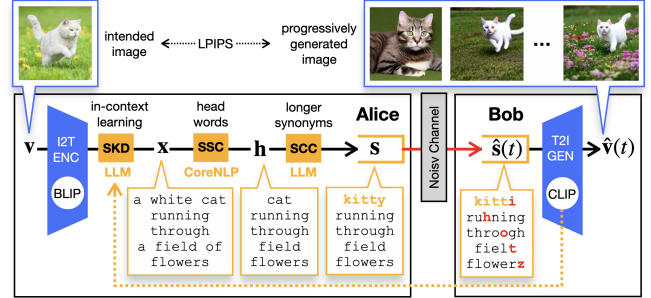 intended
image
LPIPS
progressively
generated
image
...
in-context
learning
head
words
longer
synonyms
Alice
Bob
v
I2T
ENC
BLIP
SKD
LLM
x
SSC
CoreNLP
h
SCC
LLM
s
Noisy Channel
ŝ(t)
T2I
GEN
CLIP
v̂(t)
a white cat
running
through
a field of
flowers
cat
running
through
field
flowers
kitty
running
through
field
flowers
kitti
ruhning
throogh
fielt
flowerz